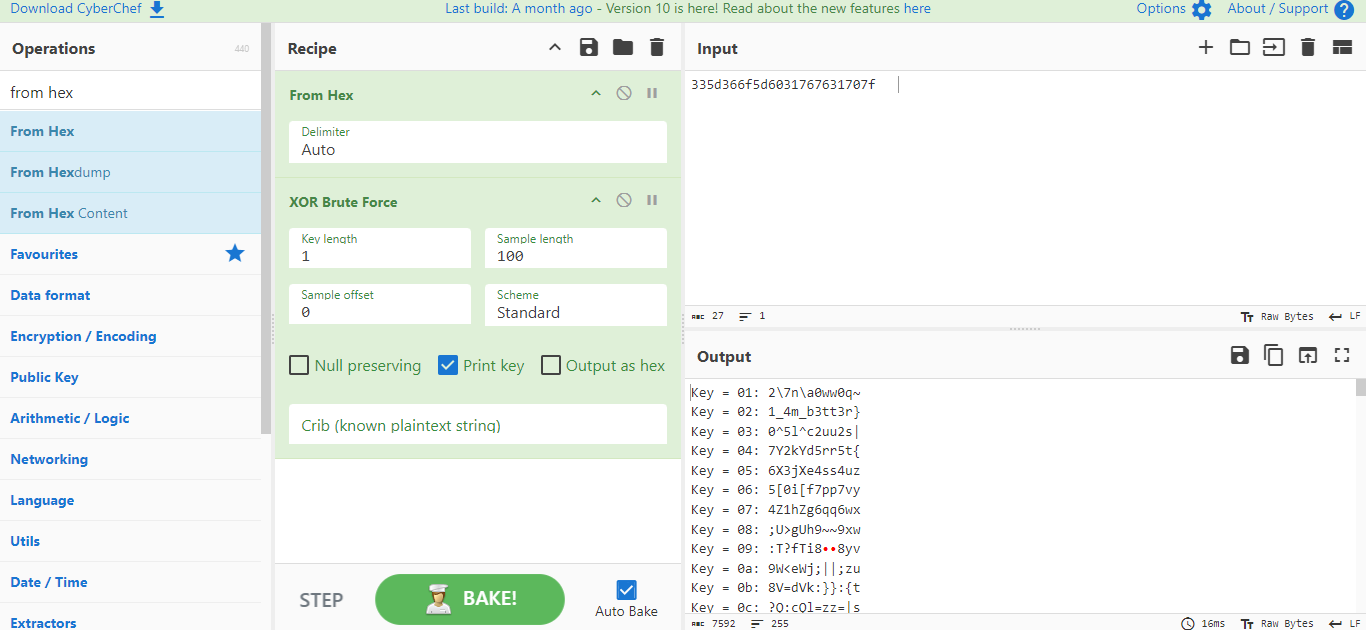 Download CyberChef
Last build: A month ago - Version 10 is here! Read about the new features here
Options
About / Support
Operations
440
from hex
From Hex
From Hexdump
From Hex Content
Favourites
Data format
Encryption / Encoding
Public Key
Arithmetic / Logic
Networking
Language
Utils
Date / Time
Extractors
Recipe
From Hex
Delimiter
Auto
XOR Brute Force
Key length
1
Sample length
100
Sample offset
0
Scheme
Standard
Null preserving
Print key
Output as hex
Crib (known plaintext string)
STEP
BAKE!
Auto Bake
Input
335d366f5d6031767631707f
ABC 27 1
Raw Bytes LF
Output
Key = 01: 2\7n\a0ww0q~
Key = 02: 1_4m_b3tt3r}
Key = 03: 0^5l^c2uu2s|
Key = 04: 7Y2kYd5rr5t{
Key = 05: 6X3jXe4ss4uz
Key = 06: 5[0i[f7pp7vy
Key = 07: 4Z1hZg6qq6wx
Key = 08: ;U>gUh9~~9xw
Key = 09: :T?fTi8••8yv
Key = 0a: 9W<eWj;||;zu
Key = 0b: 8V=dVk:}}:{t
Key = 0c: ?Q:cQl=zz=|s
ABC 7592 255
16ms
Raw Bytes LF